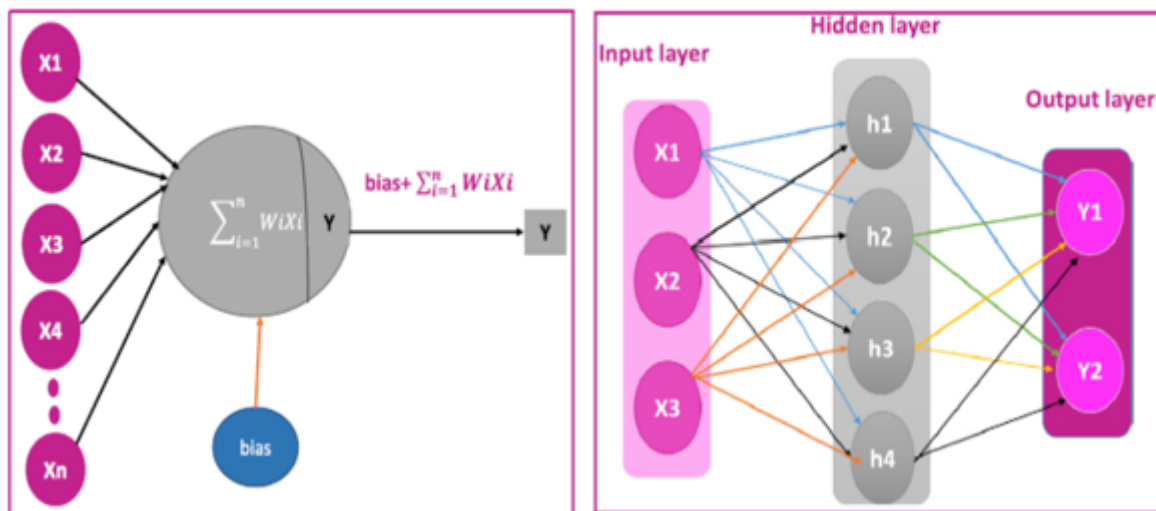 X1
X2
X3
X4
Xn
∑ⁿᵢ₌₁ WiXi
Y
bias+ ∑ⁿᵢ₌₁ WiXi
Y
bias
Input layer
Hidden layer
Output layer
X1
X2
X3
h1
h2
h3
h4
Y1
Y2